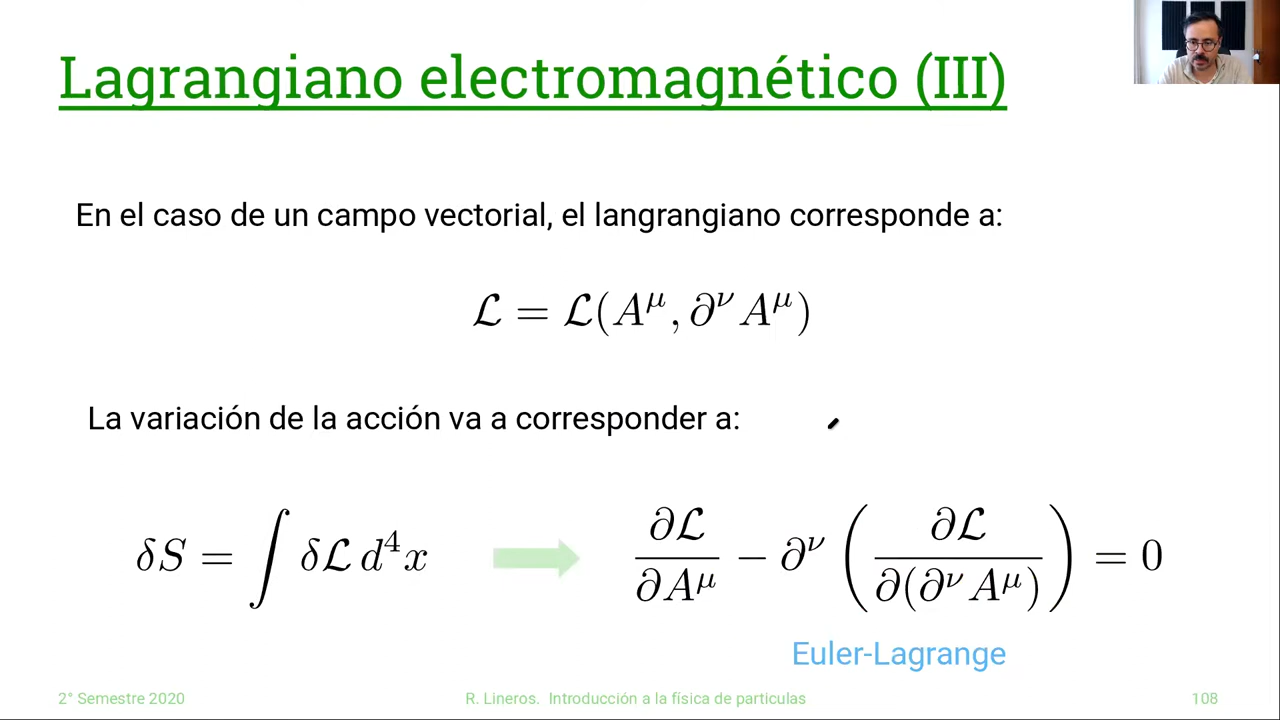 Lagrangiano electromagnético (III)
En el caso de un campo vectorial, el langrangiano corresponde a:
ℒ = ℒ(A^μ, ∂^ν A^μ)
La variación de la acción va a corresponder a:
δS = ∫ δℒ d⁴x ∂ℒ/∂A^μ − ∂^ν (∂ℒ/∂(∂^ν A^μ)) = 0
Euler-Lagrange
2° Semestre 2020 R. Lineros. Introducción a la física de particulas 108